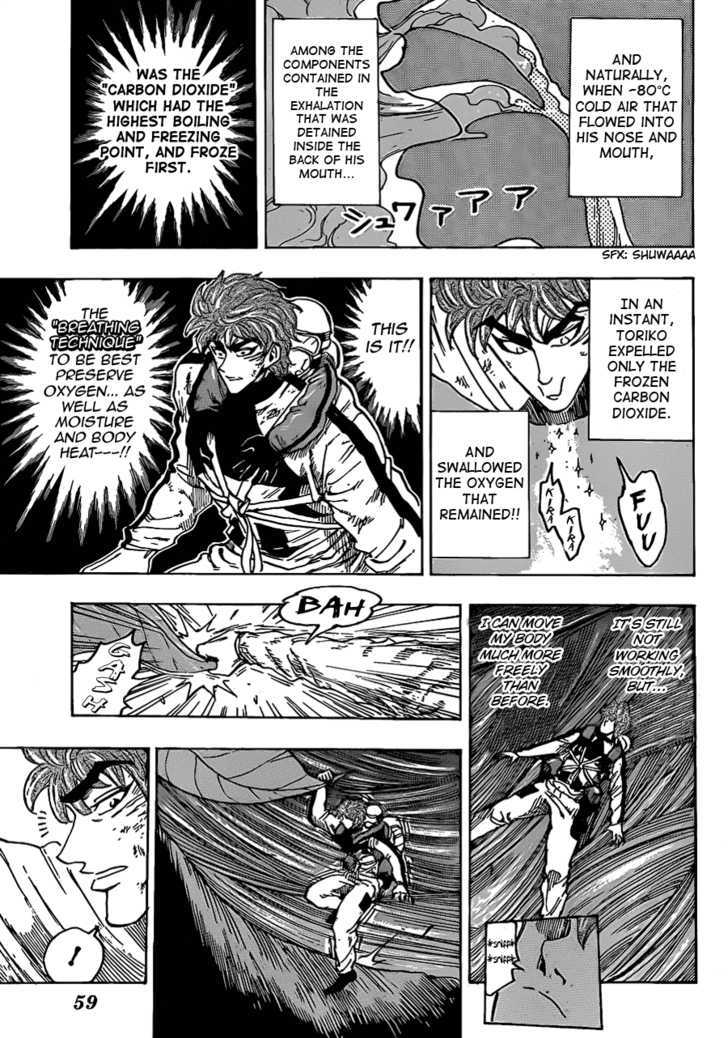 AND
NATURALLY,
WHEN -80°C
COLD AIR THAT
FLOWED INTO
HIS NOSE AND
MOUTH,
AMONG THE
COMPONENTS
CONTAINED IN
THE
EXHALATION
THAT WAS
DETAINED
INSIDE THE
BACK OF HIS
MOUTH...
シュワァアア
SFX: SHUWAAAA
WAS THE
"CARBON DIOXIDE"
WHICH HAD THE
HIGHEST BOILING
AND FREEZING
POINT, AND FROZE
FIRST.
IN AN
INSTANT,
TORIKO
EXPELLED
ONLY THE
FROZEN
CARBON
DIOXIDE.
FUU
KIRA
KIRA
AND
SWALLOWED
THE OXYGEN
THAT
REMAINED!!
THIS
IS IT!!
THE
"BREATHING
TECHNIQUE"
TO BE BEST
PRESERVE
OXYGEN... AS
WELL AS
MOISTURE
AND BODY
HEAT---!!
IT'S STILL
NOT
WORKING
SMOOTHLY,
BUT...
I CAN MOVE
MY BODY
MUCH MORE
FREELY
THAN
BEFORE.
*sniff*
*sniff*
BAH
GASH
!
59